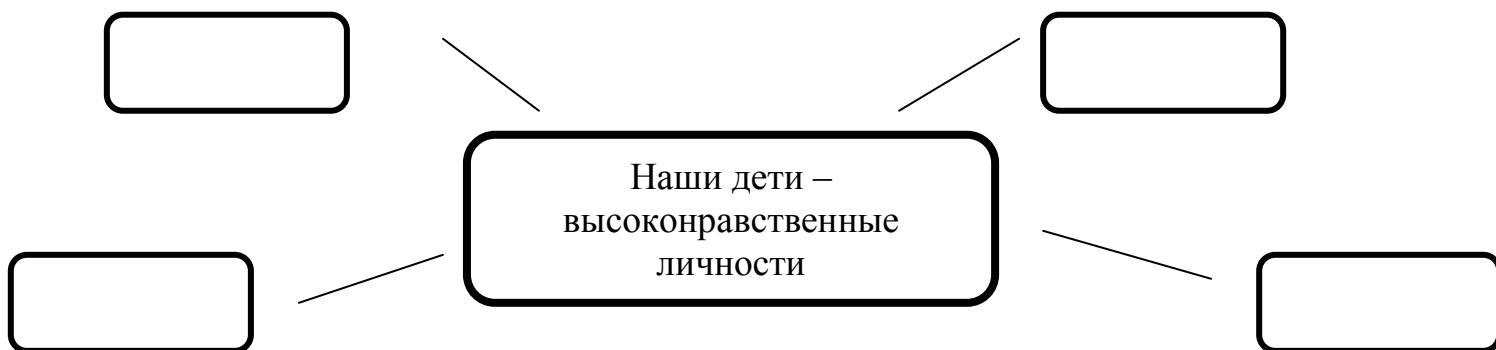 Наши дети –
высоконравственные
личности